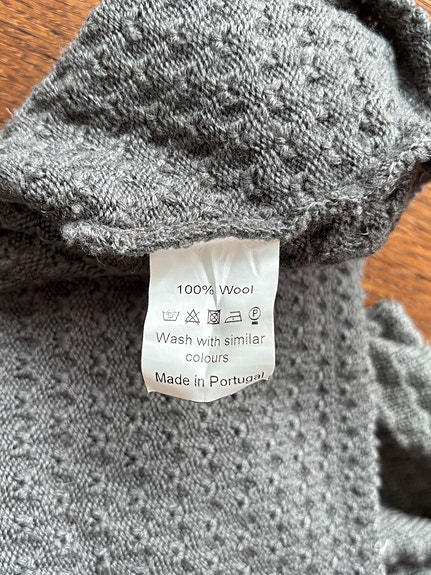 100% Wool
Wash with similar
colours
Made in Portugal